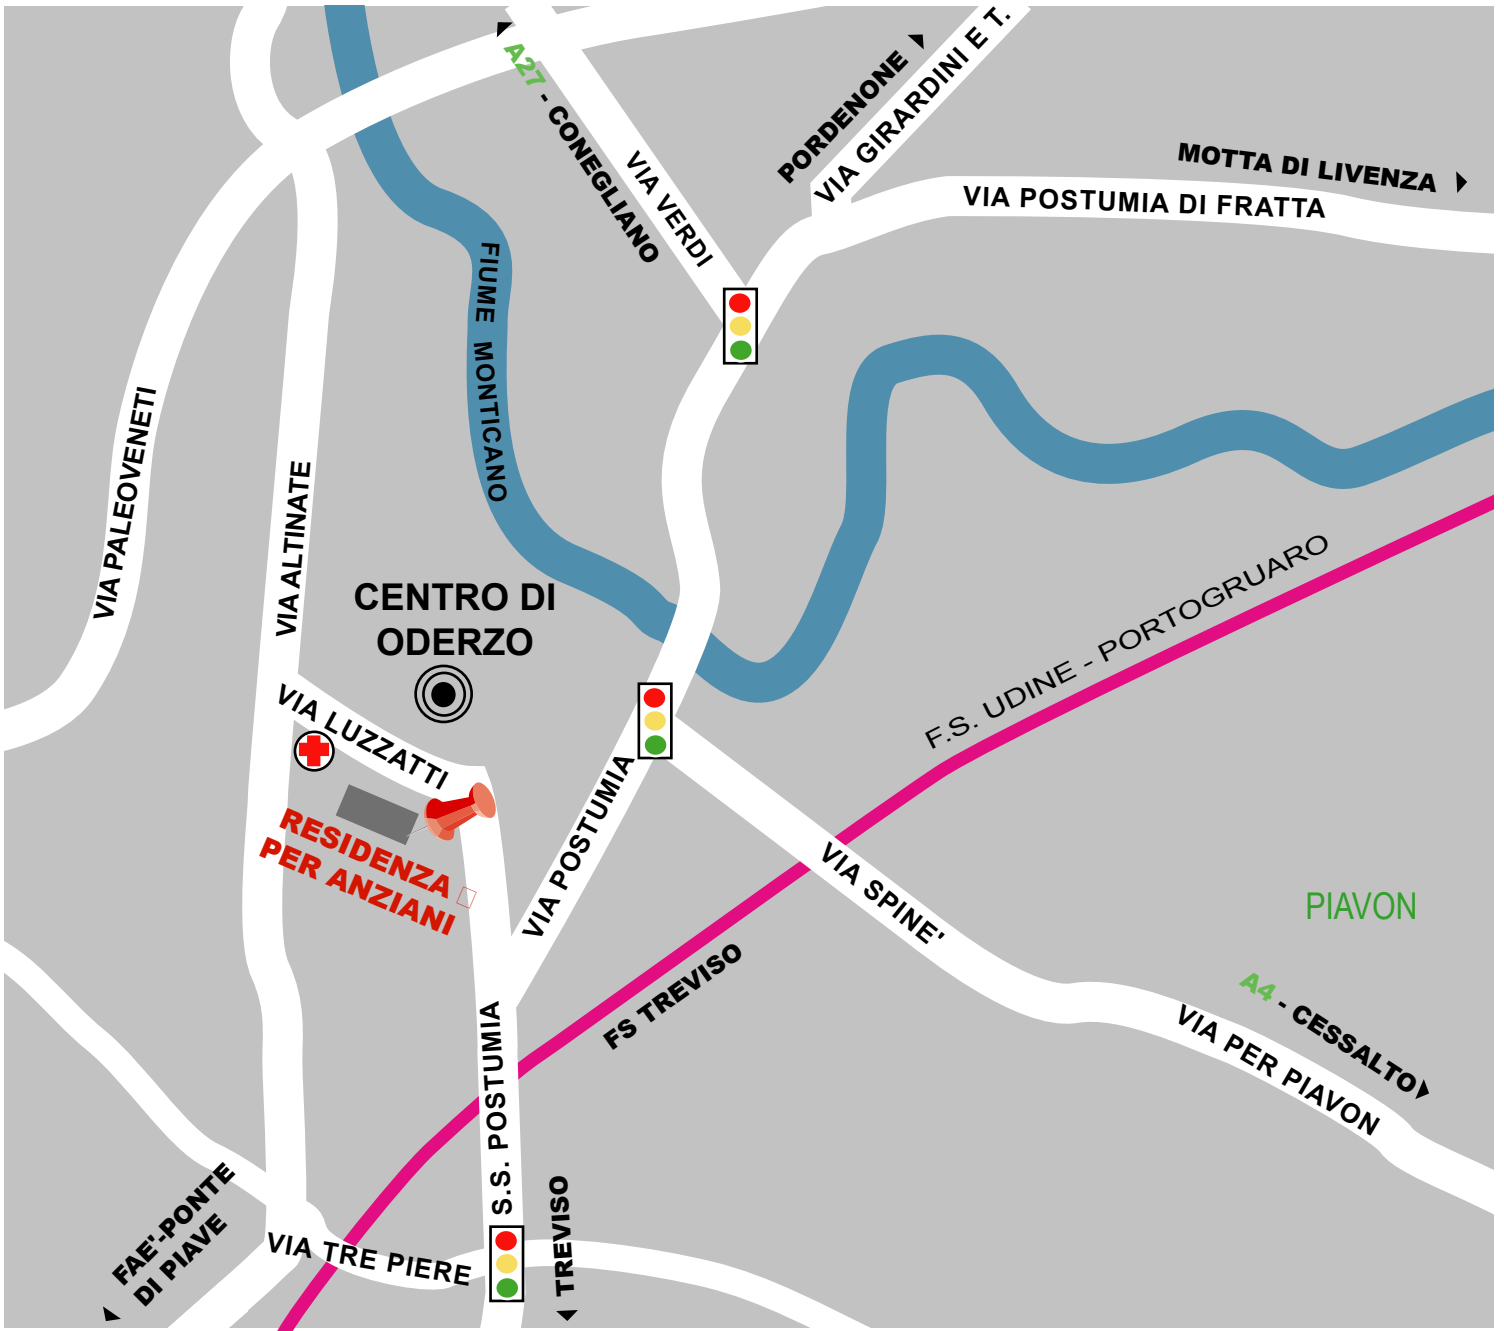 A27 - CONEGLIANO
VIA VERDI
PORDENONE
VIA GIRARDINI E T.
MOTTA DI LIVENZA
VIA POSTUMIA DI FRATTA
FIUME MONTICANO
VIA PALEOVENETI
VIA ALTINATE
CENTRO DI
ODERZO
F.S. UDINE - PORTOGRUARO
VIA LUZZATTI
RESIDENZA
PER ANZIANI
VIA POSTUMIA
VIA SPINE'
PIAVON
A4 - CESSALTO
VIA PER PIAVON
FS TREVISO
S.S. POSTUMIA
FAE'-PONTE
DI PIAVE
VIA TRE PIERE
TREVISO